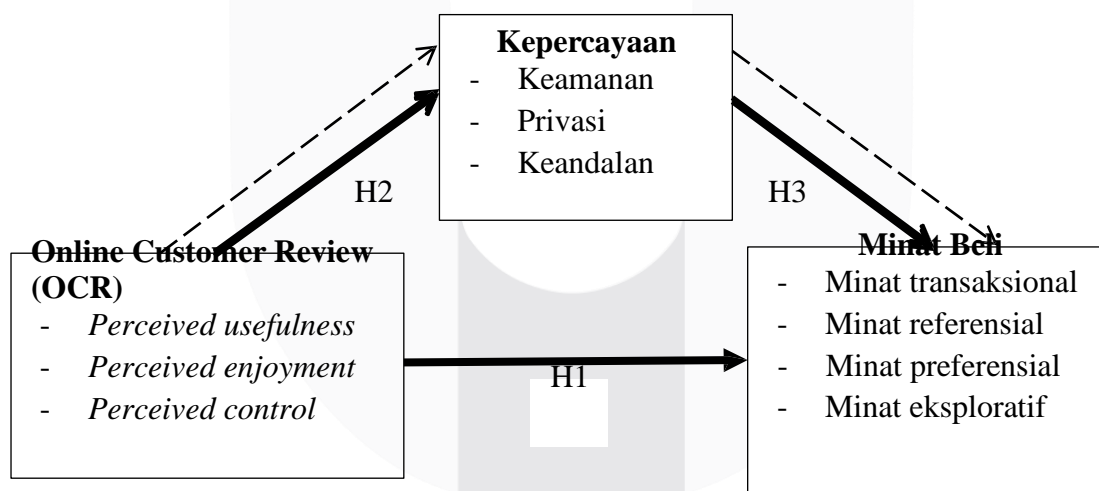 Kepercayaan
- Keamanan
- Privasi
- Keandalan
H2
H3
Online Customer Review
(OCR)
- Perceived usefulness
- Perceived enjoyment
- Perceived control
H1
Minat Beli
- Minat transaksional
- Minat referensial
- Minat preferensial
- Minat eksploratif